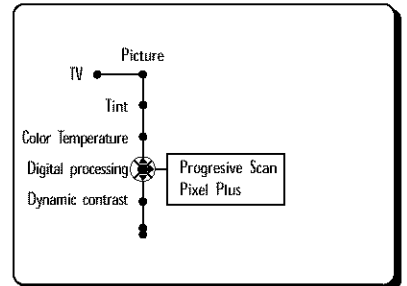 Picture
TV
Tint
Color Temperature
Digital processing
Progresive Scan
Pixel Plus
Dynamic contrast